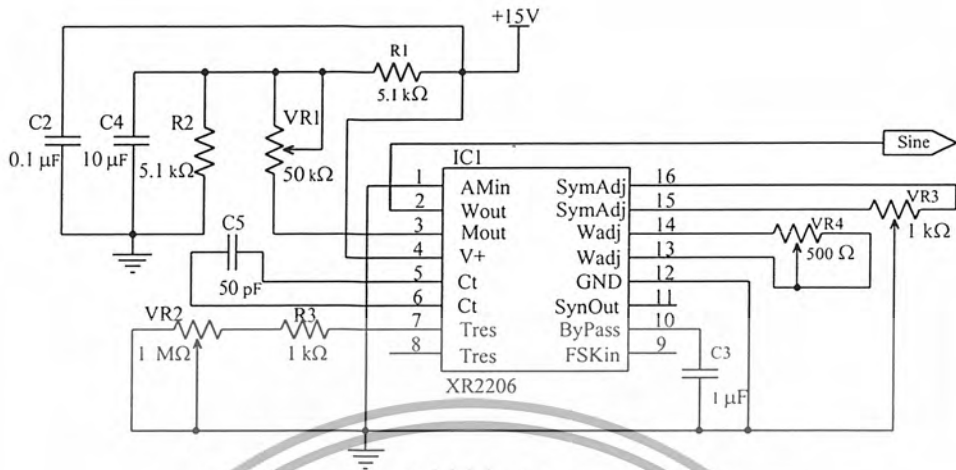 +15V
R1
5.1 kΩ
C2
0.1 µF
C4
10 µF
R2
5.1 kΩ
VR1
50 kΩ
Sine
IC1
1 AMin SymAdj 16
2 Wout SymAdj 15
3 Mout Wadj 14
4 V+ Wadj 13
5 Ct GND 12
6 Ct SynOut 11
7 Tres ByPass 10
8 Tres FSKin 9
XR2206
VR3
1 kΩ
VR4
500 Ω
C5
50 pF
VR2
1 MΩ
R3
1 kΩ
C3
1 µF